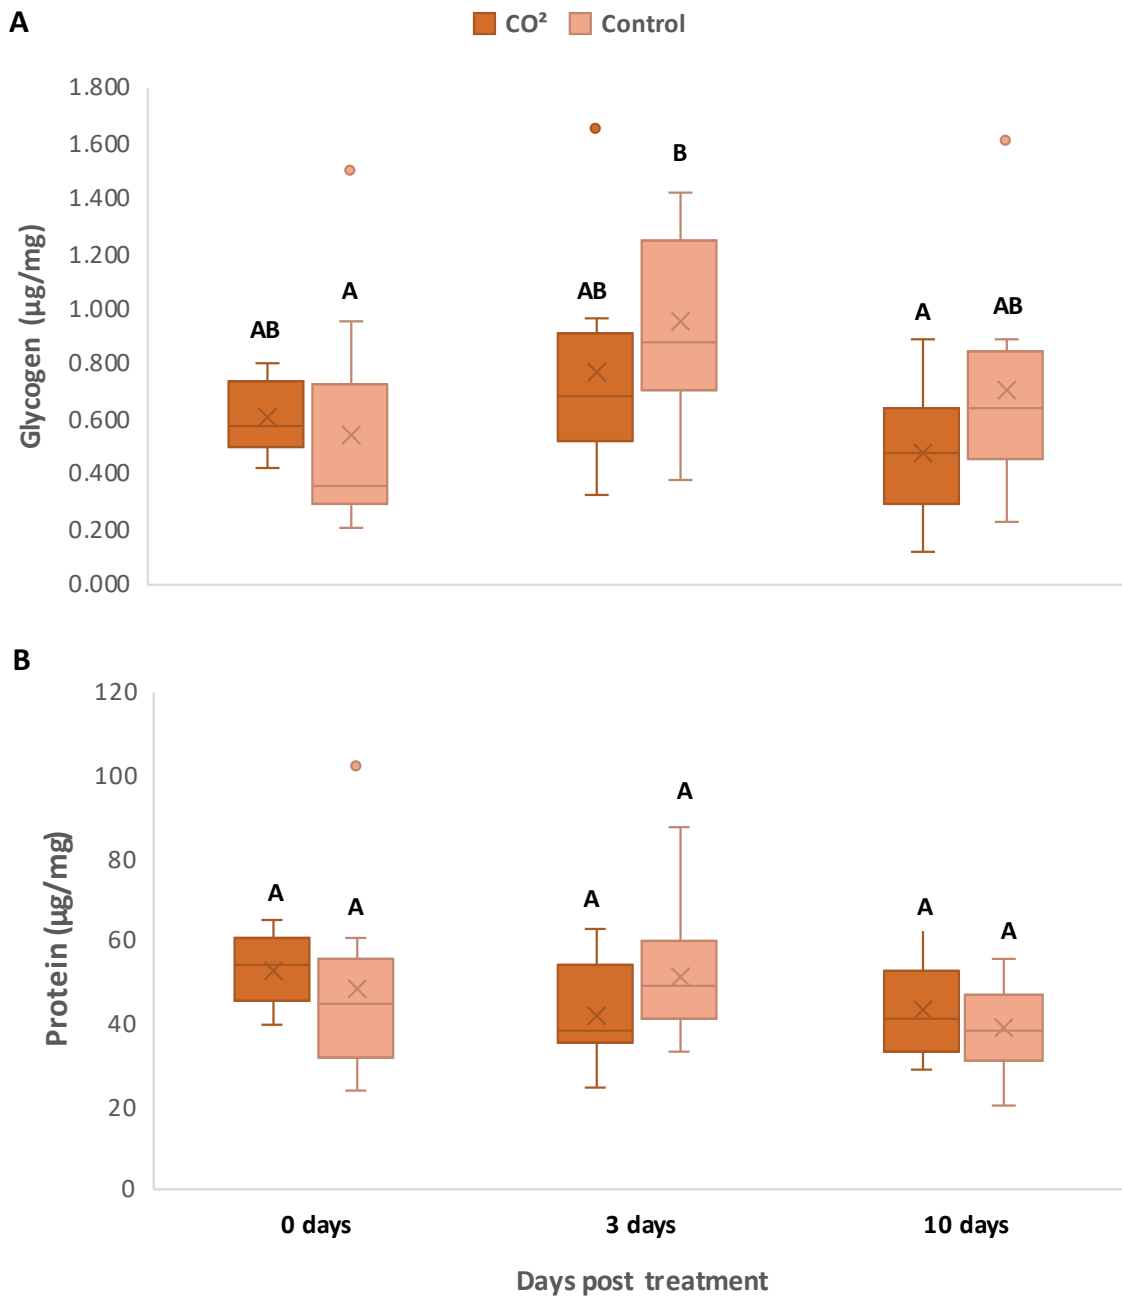 A
CO² Control
1.800
1.600
1.400
1.200
1.000
0.800
0.600
0.400
0.200
0.000
Glycogen (µg/mg)
AB
A
AB
B
A
AB
B
120
100
80
60
40
20
0
Protein (µg/mg)
A
A
A
A
A
A
0 days 3 days 10 days
Days post treatment